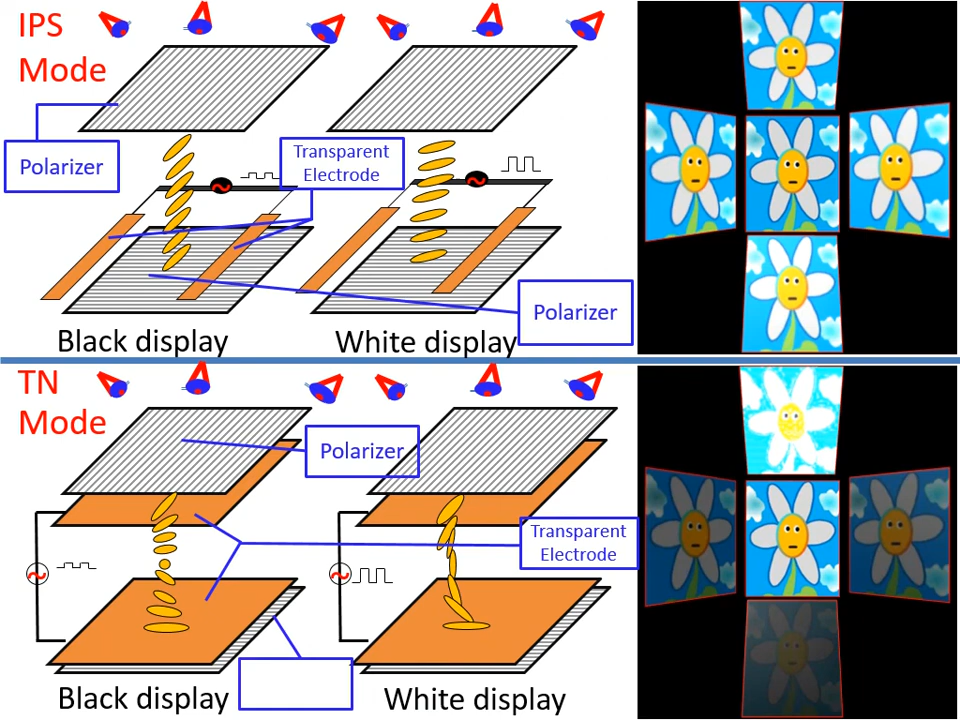 IPS
Mode
Polarizer
Transparent
Electrode
Polarizer
Black display
White display
TN
Mode
Polarizer
Transparent
Electrode
Black display
White display